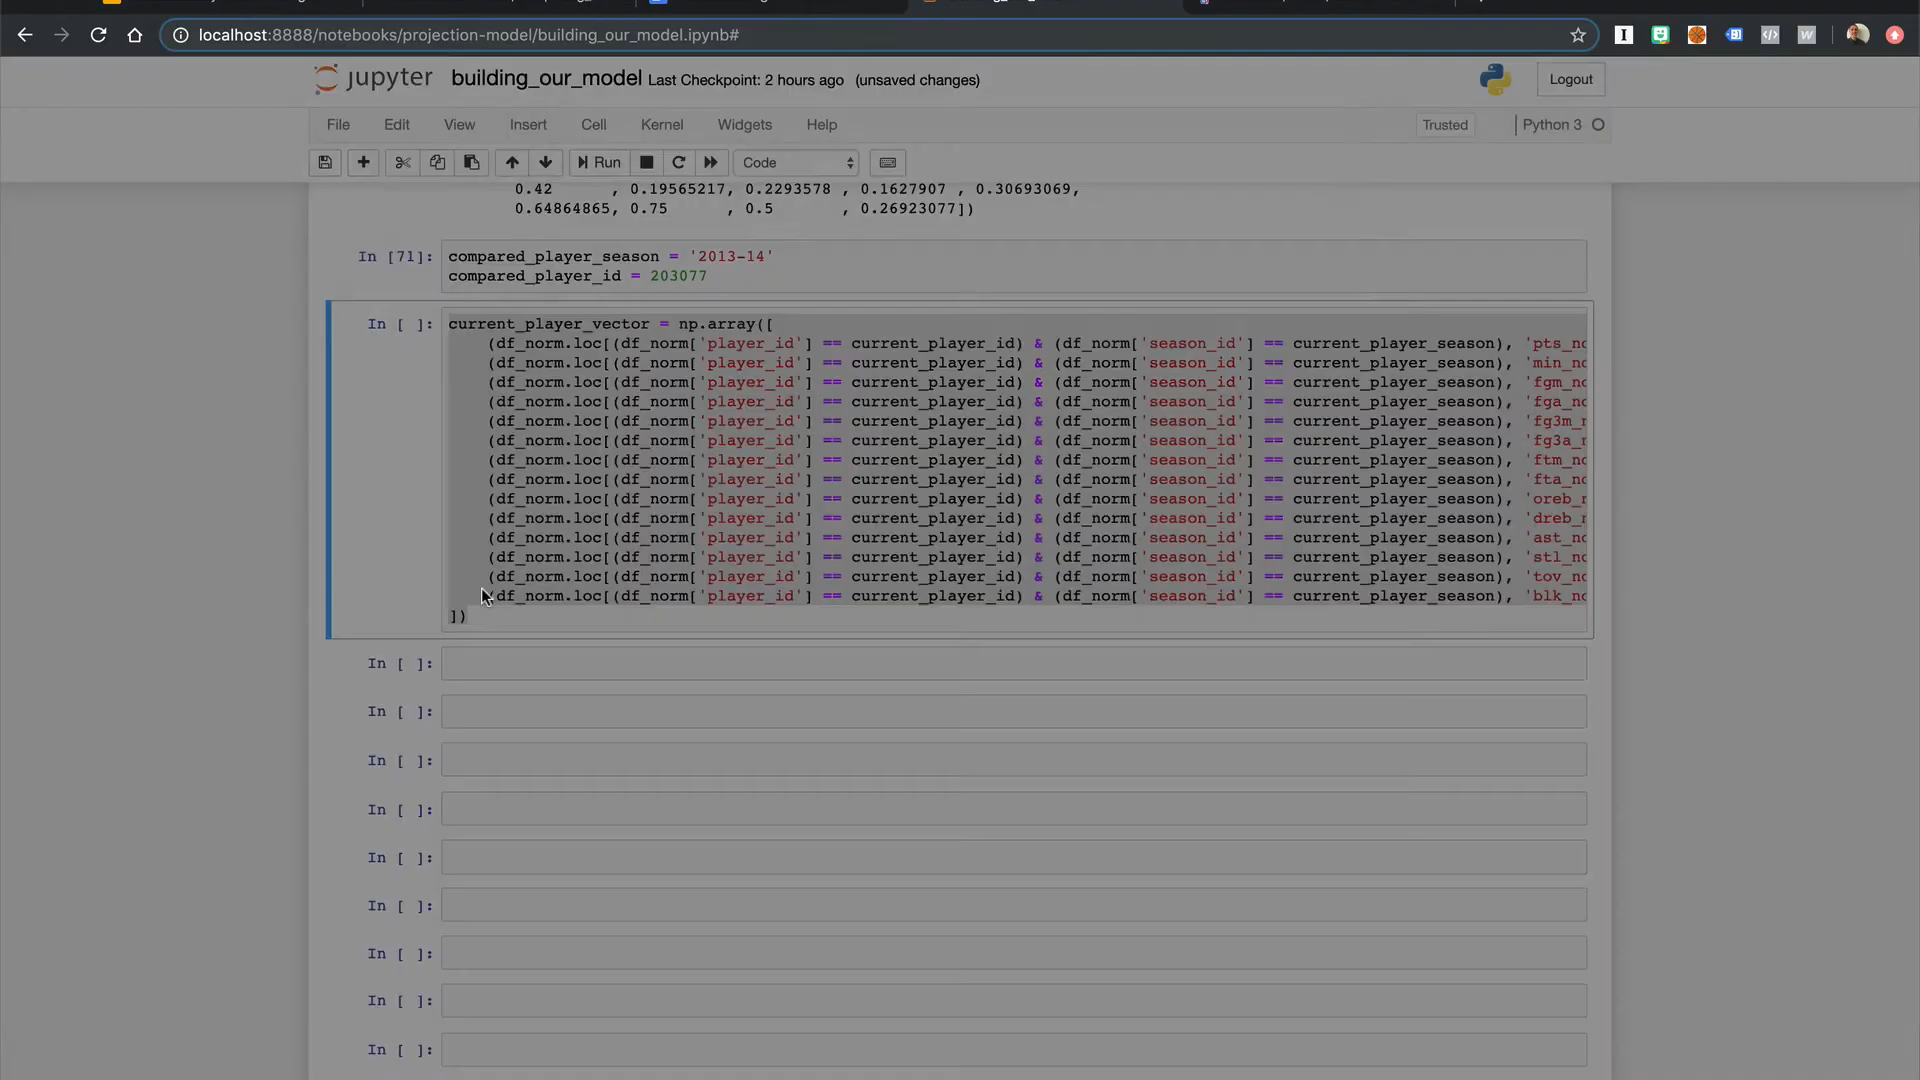 localhost:8888/notebooks/projection-model/building_our_model.ipynb#
jupyter building_our_model Last Checkpoint: 2 hours ago (unsaved changes)
Logout
File Edit View Insert Cell Kernel Widgets Help
Trusted
Python 3
Run
Code
0.42 , 0.19565217, 0.2293578 , 0.1627907 , 0.30693069,
0.64864865, 0.75 , 0.5 , 0.26923077])
In [71]: compared_player_season = '2013-14'
compared_player_id = 203077
In [ ]: current_player_vector = np.array([
(df_norm.loc[(df_norm['player_id'] == current_player_id) & (df_norm['season_id'] == current_player_season), 'pts_no
(df_norm.loc[(df_norm['player_id'] == current_player_id) & (df_norm['season_id'] == current_player_season), 'min_no
(df_norm.loc[(df_norm['player_id'] == current_player_id) & (df_norm['season_id'] == current_player_season), 'fgm_no
(df_norm.loc[(df_norm['player_id'] == current_player_id) & (df_norm['season_id'] == current_player_season), 'fga_no
(df_norm.loc[(df_norm['player_id'] == current_player_id) & (df_norm['season_id'] == current_player_season), 'fg3m_n
(df_norm.loc[(df_norm['player_id'] == current_player_id) & (df_norm['season_id'] == current_player_season), 'fg3a_n
(df_norm.loc[(df_norm['player_id'] == current_player_id) & (df_norm['season_id'] == current_player_season), 'ftm_no
(df_norm.loc[(df_norm['player_id'] == current_player_id) & (df_norm['season_id'] == current_player_season), 'fta_no
(df_norm.loc[(df_norm['player_id'] == current_player_id) & (df_norm['season_id'] == current_player_season), 'oreb_n
(df_norm.loc[(df_norm['player_id'] == current_player_id) & (df_norm['season_id'] == current_player_season), 'dreb_n
(df_norm.loc[(df_norm['player_id'] == current_player_id) & (df_norm['season_id'] == current_player_season), 'ast_no
(df_norm.loc[(df_norm['player_id'] == current_player_id) & (df_norm['season_id'] == current_player_season), 'stl_no
(df_norm.loc[(df_norm['player_id'] == current_player_id) & (df_norm['season_id'] == current_player_season), 'tov_no
(df_norm.loc[(df_norm['player_id'] == current_player_id) & (df_norm['season_id'] == current_player_season), 'blk_no
])
In [ ]:
In [ ]:
In [ ]:
In [ ]:
In [ ]:
In [ ]:
In [ ]:
In [ ]:
In [ ]: